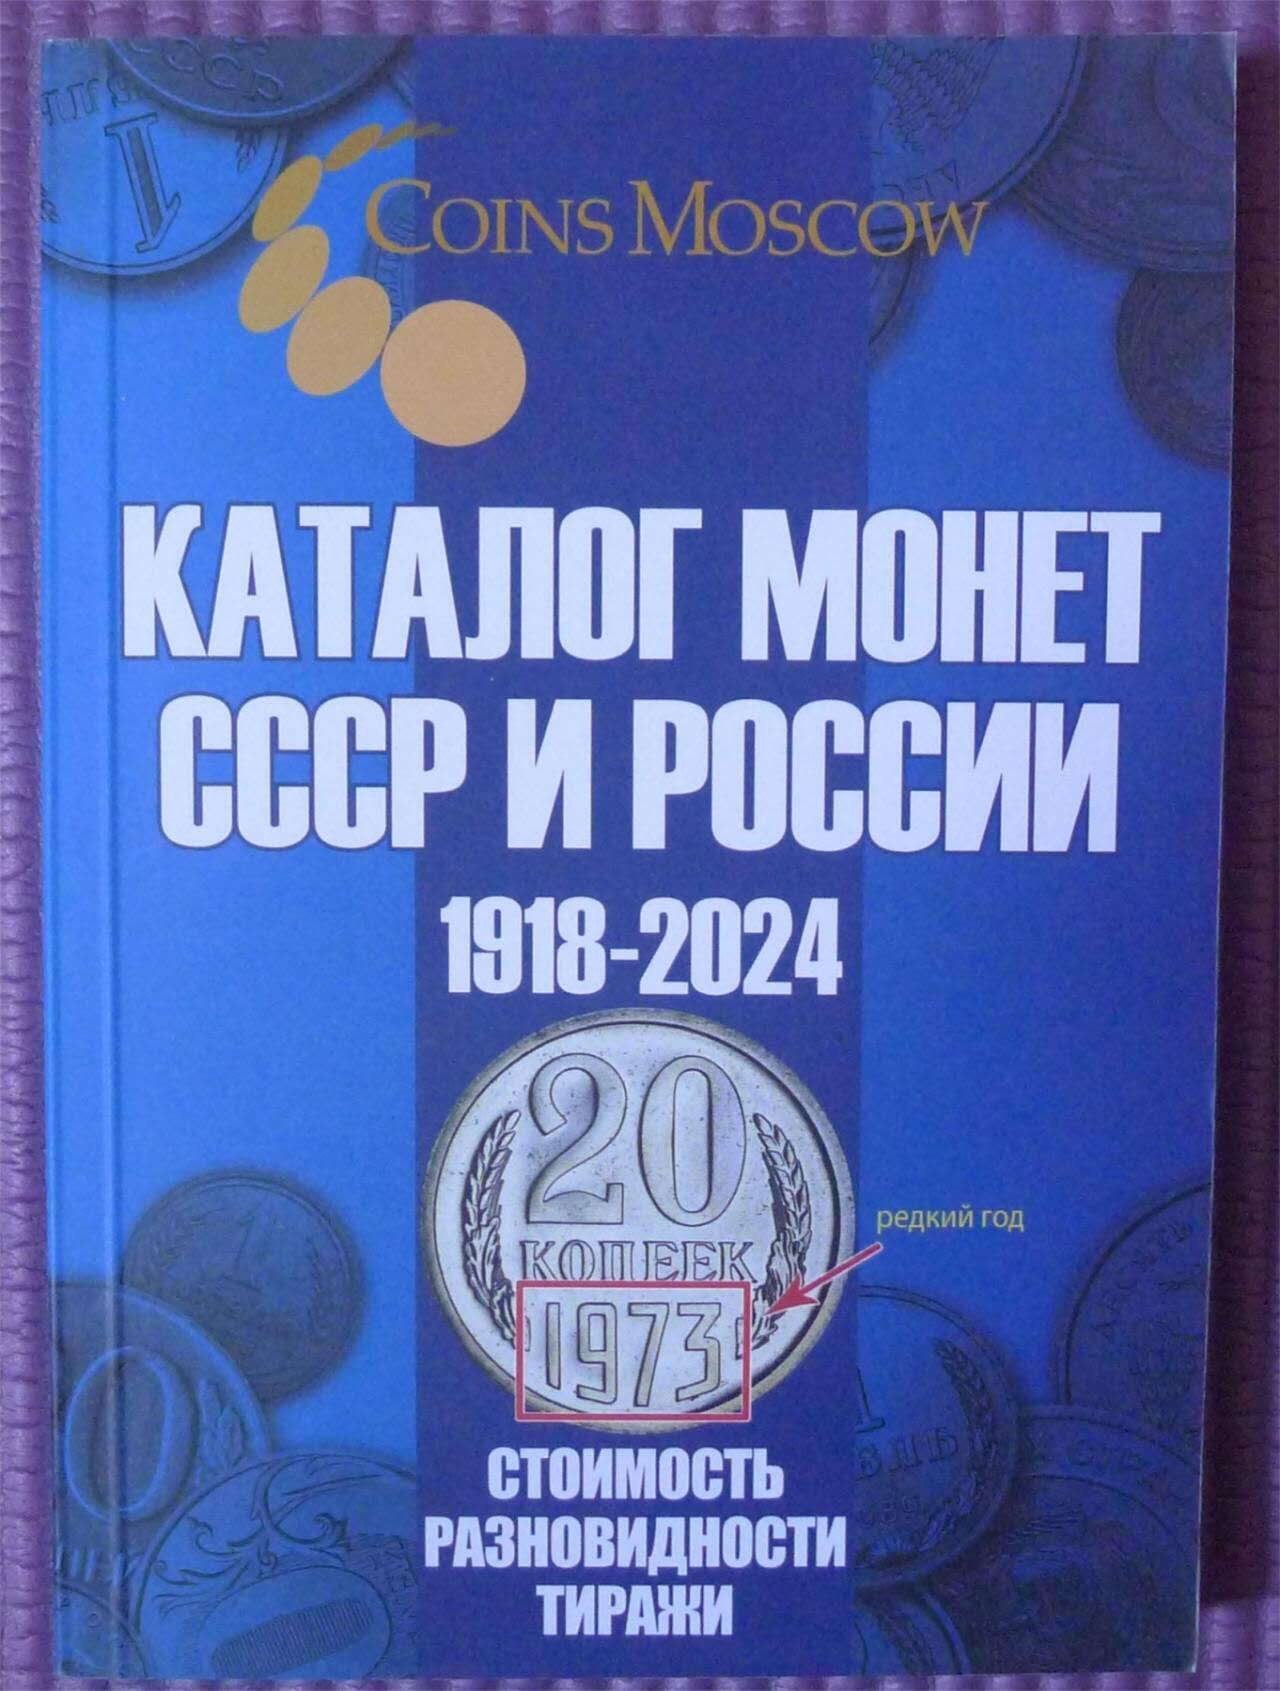 COINS MOSCOW
КАТАЛОГ МОНЕТ
СССР И РОССИИ
1918-2024
20
КОПЕЕК
1973
редкий год
СТОИМОСТЬ
РАЗНОВИДНОСТИ
ТИРАЖИ